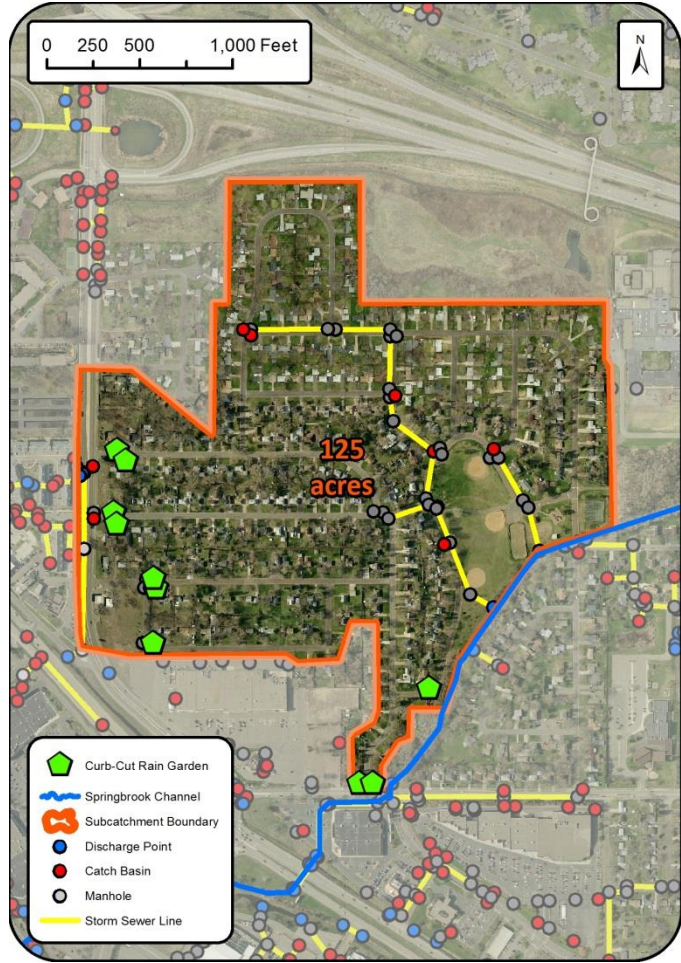 0 250 500 1,000 Feet
N
125
acres
Curb-Cut Rain Garden
Springbrook Channel
Subcatchment Boundary
Discharge Point
Catch Basin
Manhole
Storm Sewer Line